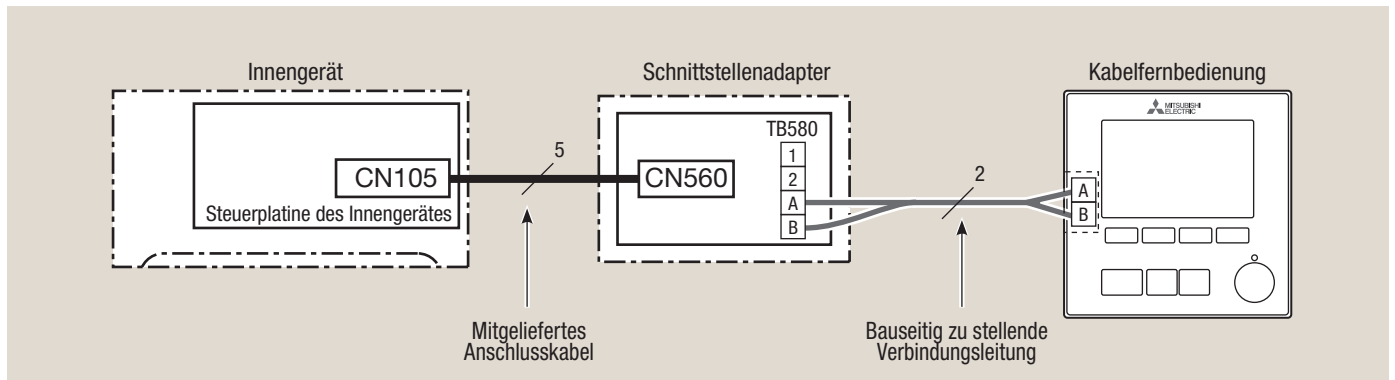 Innengerät
Schnittstellenadapter
Kabelfernbedienung
MITSUBISHI
ELECTRIC
TB580
1
2
A
B
5
2
CN105
CN560
A
B
Steuerplatine des Innengerätes
Mitgeliefertes
Anschlusskabel
Bauseitig zu stellende
Verbindungsleitung